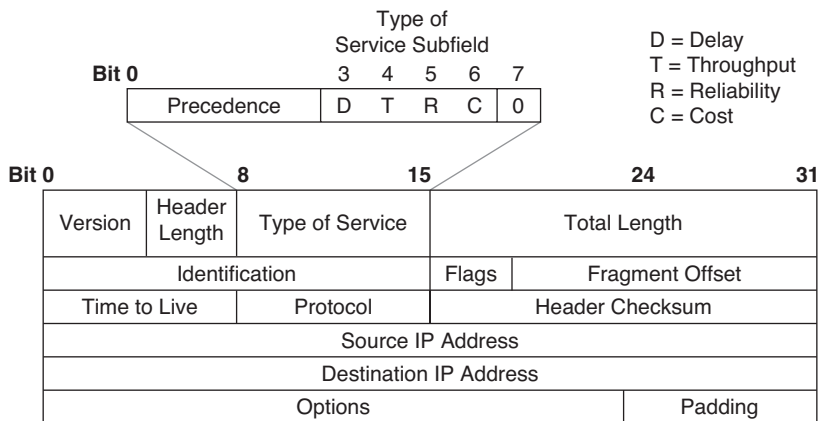 Type of
Service Subfield
D = Delay
T = Throughput
R = Reliability
C = Cost
Bit 0 3 4 5 6 7
Precedence D T R C 0
Bit 0 8 15 24 31
Version Header Length Type of Service Total Length
Identification Flags Fragment Offset
Time to Live Protocol Header Checksum
Source IP Address
Destination IP Address
Options Padding